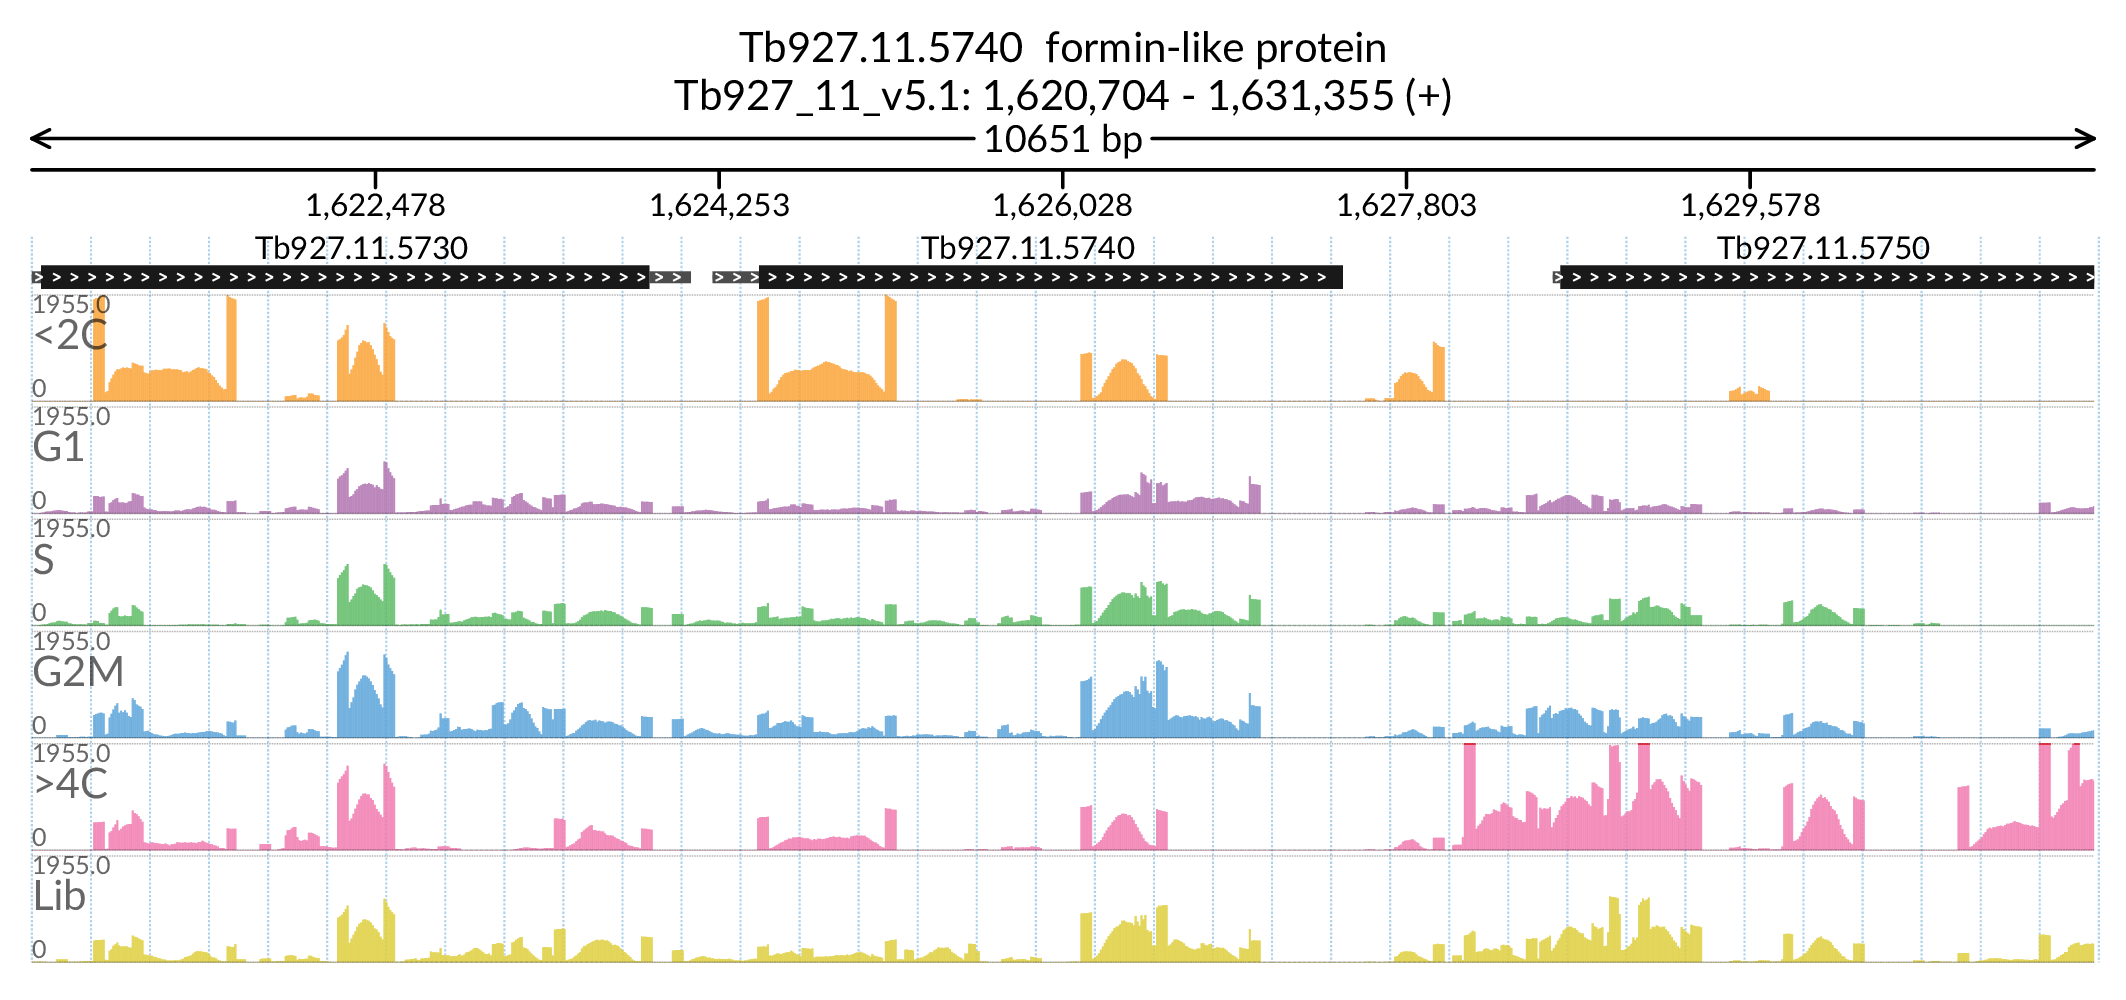 Tb927.11.5740 formin-like protein
Tb927_11_v5.1: 1,620,704 - 1,631,355 (+)
10651 bp
1,622,478 1,624,253 1,626,028 1,627,803 1,629,578
Tb927.11.5730 Tb927.11.5740 Tb927.11.5750
1955.0
<2C
0
1955.0
G1
0
1955.0
S
0
1955.0
G2M
0
1955.0
>4C
0
1955.0
Lib
0